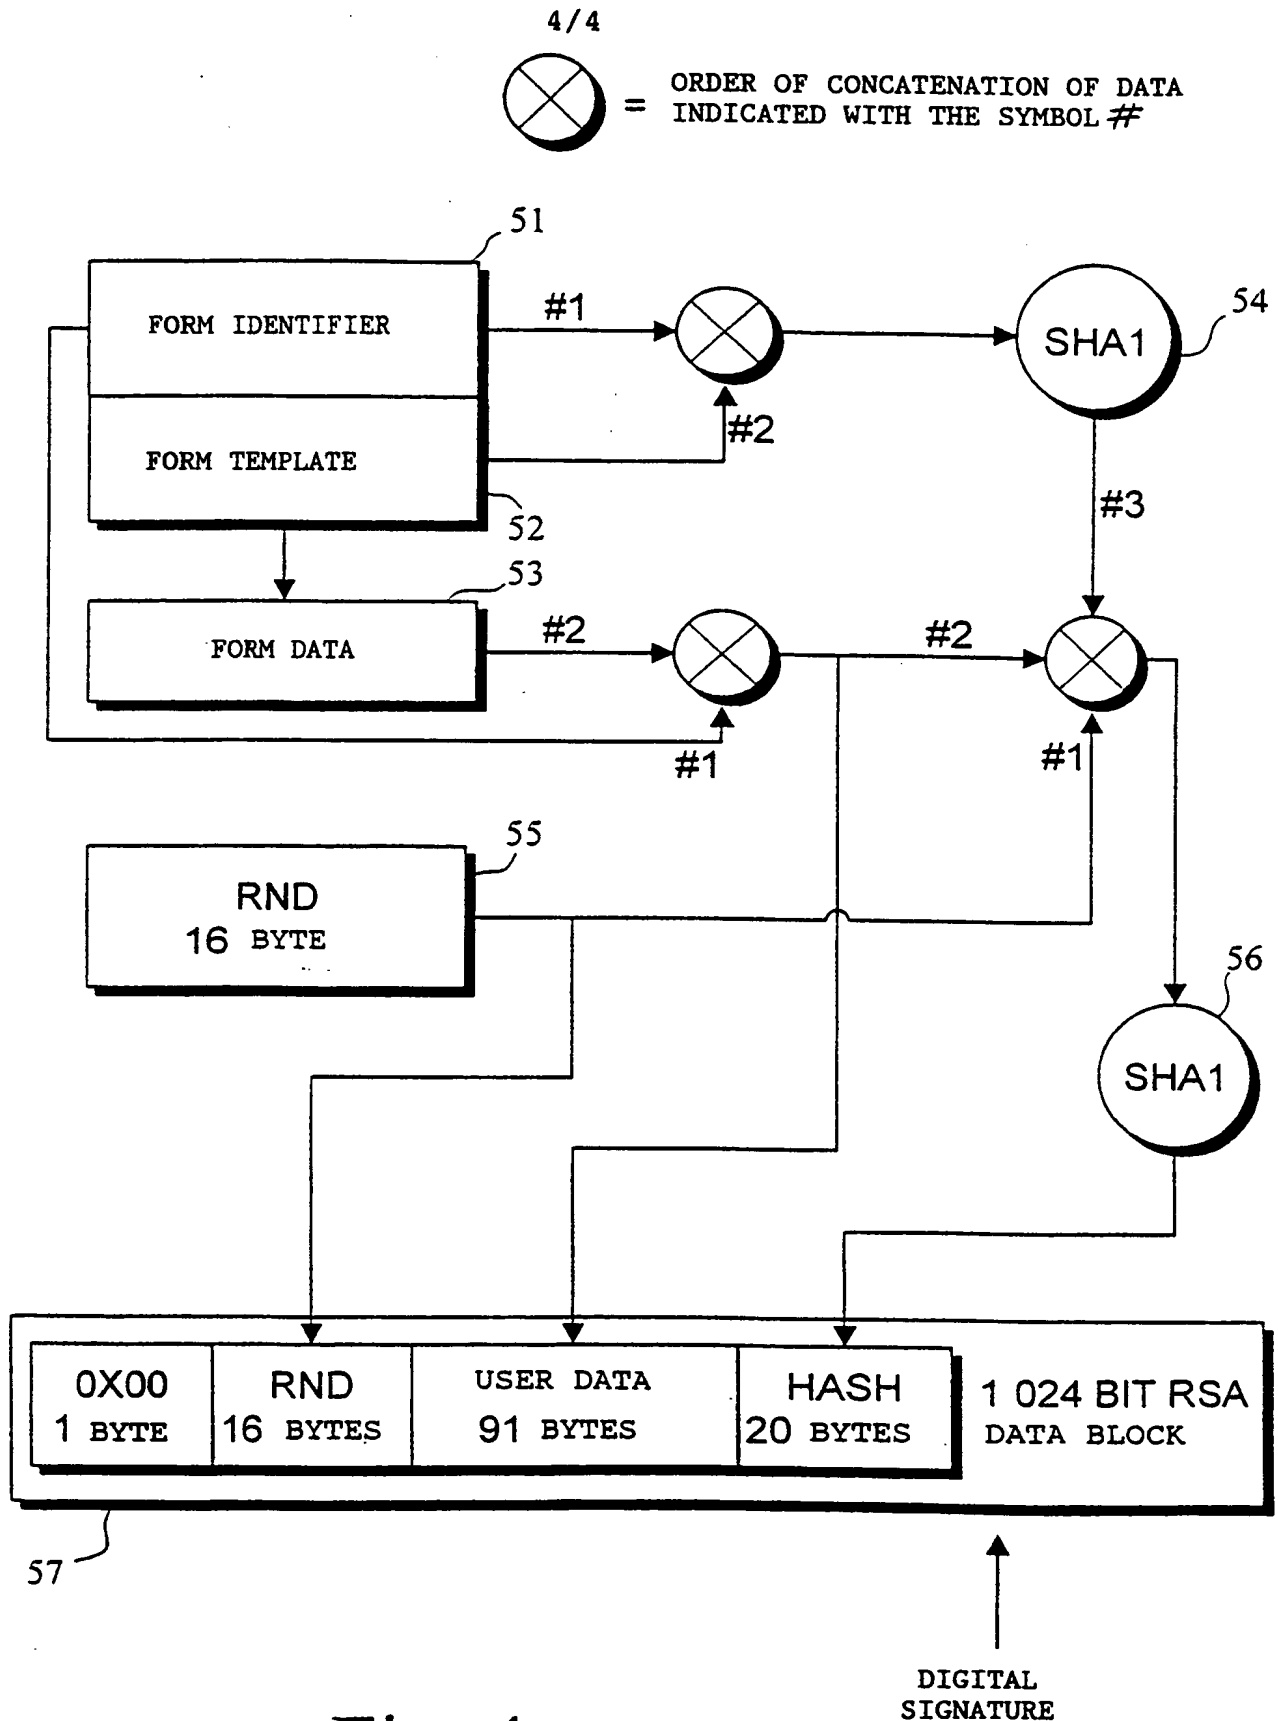 4/4
= ORDER OF CONCATENATION OF DATA
INDICATED WITH THE SYMBOL #
51
FORM IDENTIFIER
#1
SHA1
54
#2
FORM TEMPLATE
52
#3
53
FORM DATA
#2
#2
#1
#1
55
RND
16 BYTE
56
SHA1
0X00
1 BYTE
RND
16 BYTES
USER DATA
91 BYTES
HASH
20 BYTES
1 024 BIT RSA
DATA BLOCK
57
DIGITAL
SIGNATURE